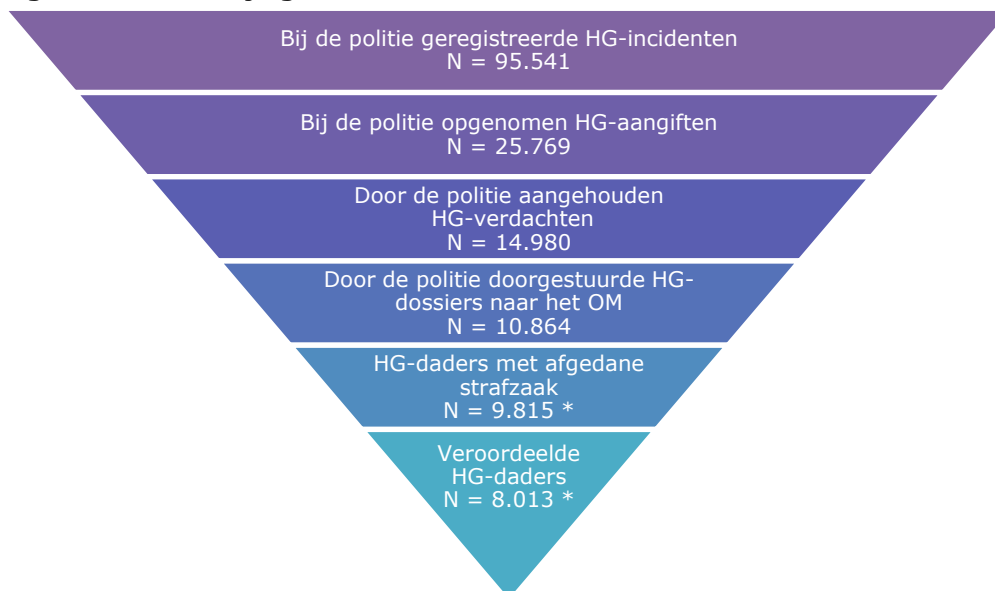 Bij de politie geregistreerde HG-incidenten
N = 95.541
Bij de politie opgenomen HG-aangiften
N = 25.769
Door de politie aangehouden
HG-verdachten
N = 14.980
Door de politie doorgestuurde HG-
dossiers naar het OM
N = 10.864
HG-daders met afgedane
strafzaak
N = 9.815 *
Veroordeelde
HG-daders
N = 8.013 *